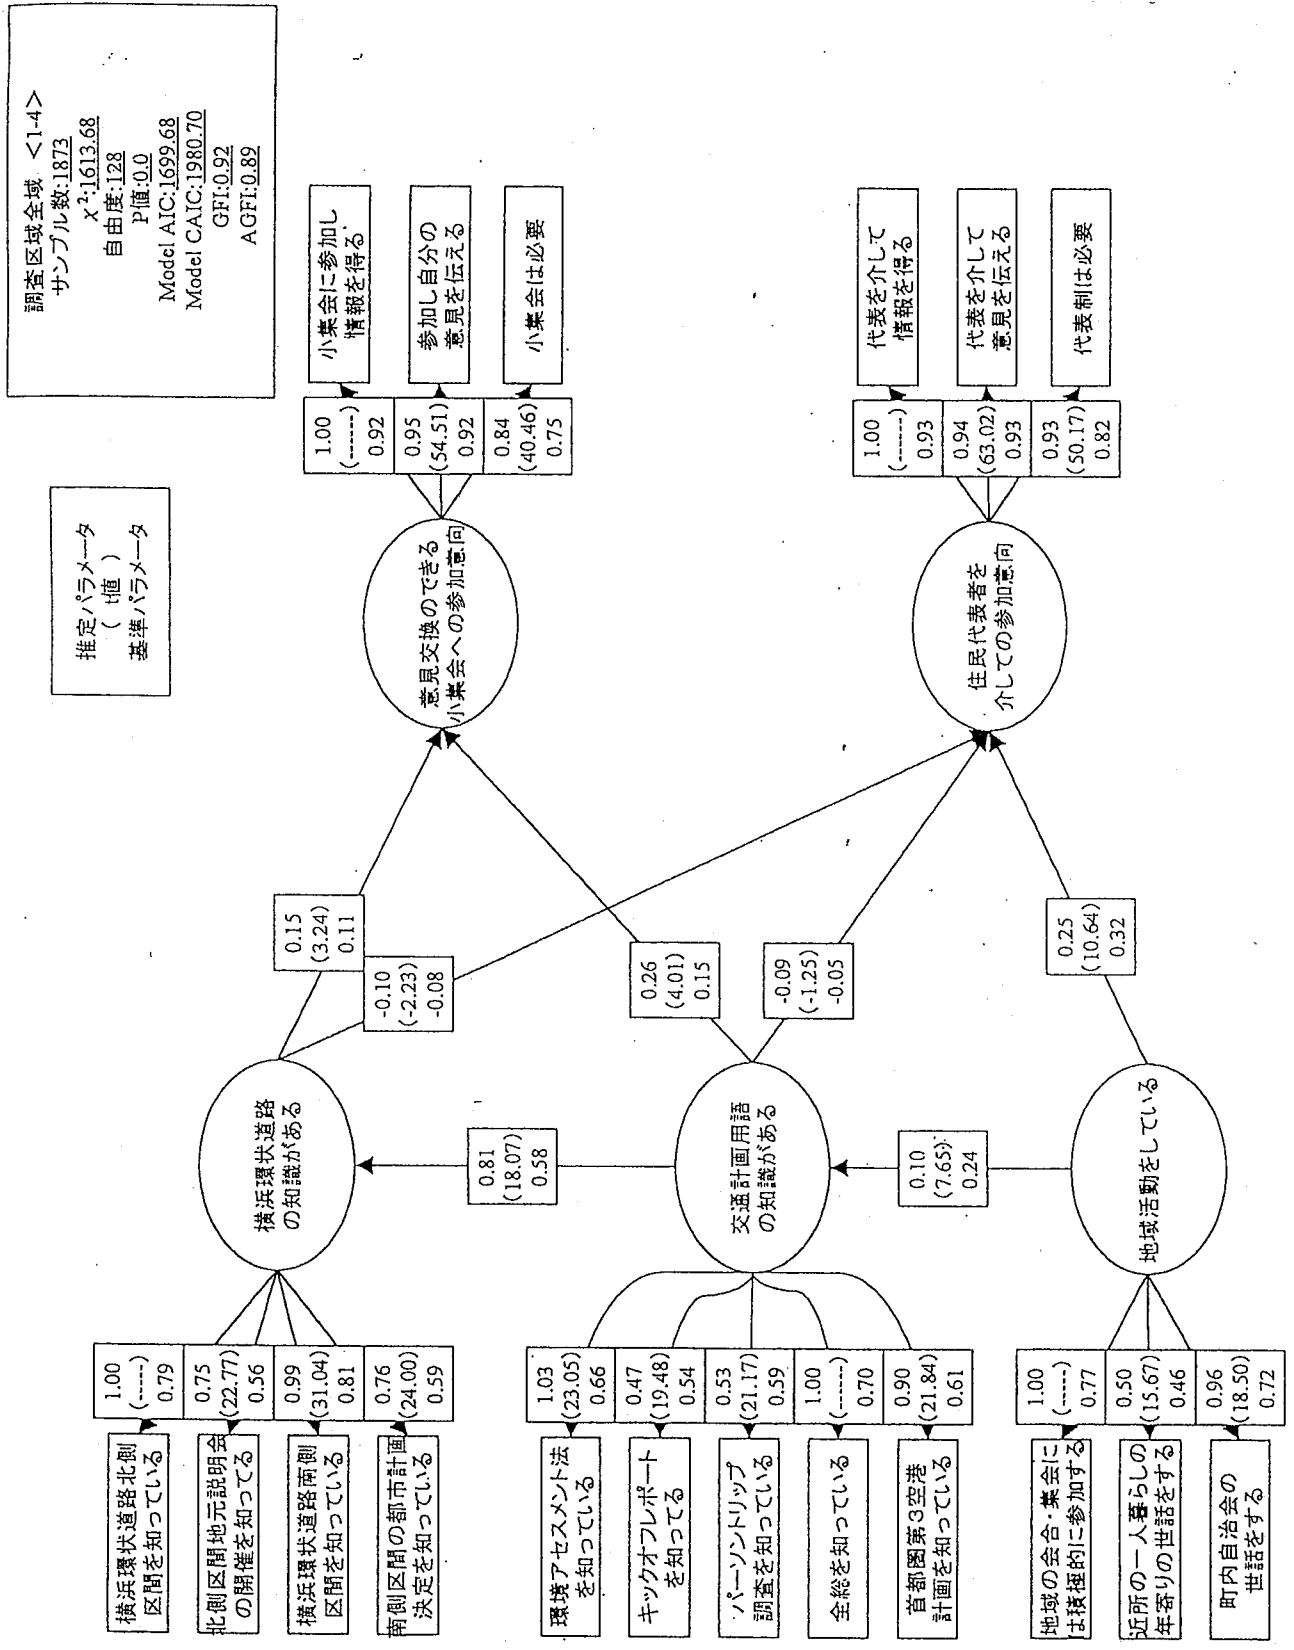 調査区域全域 <1-4>
サンプル数:1873
χ²:1613.68
自由度:128
P値:0.0
Model AIC:1699.68
Model CAIC:1980.70
GFI:0.92
AGFI:0.89
推定パラメータ
( t値 )
基準パラメータ
横浜環状道路北側
区間を知っている
1.00
(-----)
0.79
北側区間地元説明会
の開催を知ってる
0.75
(22.77)
0.56
横浜環状道路南側
区間を知っている
0.99
(31.04)
0.81
南側区間の都市計画
決定を知っている
0.76
(24.00)
0.59
環境アセスメント法
を知っている
1.03
(23.05)
0.66
キックオフレポート
を知ってる
0.47
(19.48)
0.54
パーソントリップ
調査を知っている
0.53
(21.17)
0.59
全総を知っている
1.00
(------)
0.70
首都圏第3空港
計画を知っている
0.90
(21.84)
0.61
地域の会合・集会に
は積極的に参加する
1.00
(-----)
0.77
近所の一人暮らしの
年寄りの世話をする
0.50
(15.67)
0.46
町内自治会の
世話をする
0.96
(18.50)
0.72
横浜環状道路
の知識がある
0.81
(18.07)
0.58
交通計画用語
の知識がある
0.10
(7.65)
0.24
地域活動をしている
0.15
(3.24)
0.11
-0.10
(-2.23)
-0.08
0.26
(4.01)
0.15
-0.09
(-1.25)
-0.05
0.25
(10.64)
0.32
意見交換のできる
小集会への参加意向
住民代表者を
介しての参加意向
1.00
(------)
0.92
小集会に参加し
情報を得る
0.95
(54.51)
0.92
参加し自分の
意見を伝える
0.84
(40.46)
0.75
小集会は必要
1.00
(------)
0.93
代表を介して
情報を得る
0.94
(63.02)
0.93
代表を介して
意見を伝える
0.93
(50.17)
0.82
代表制は必要